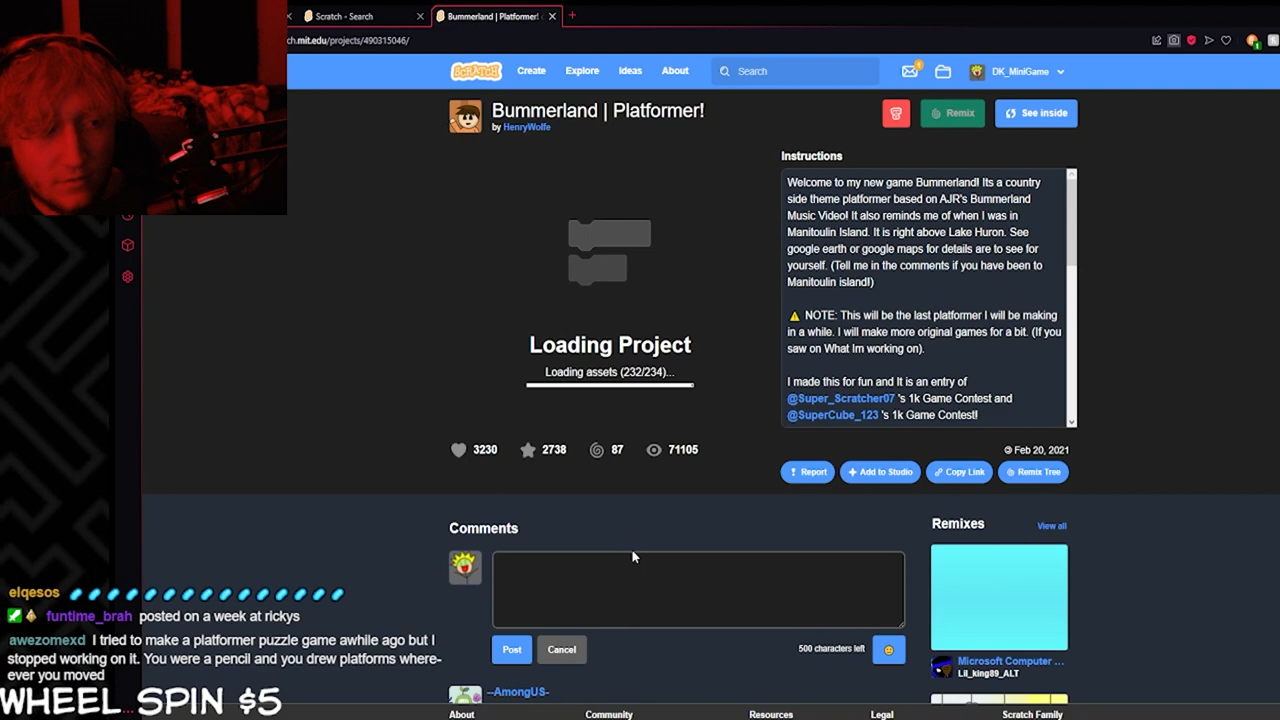 Scratch - Search
Bummerland | Platformer!
ch.mit.edu/projects/490315046/
SCRATCH
Create
Explore
Ideas
About
Search
1
DK_MiniGame
Bummerland | Platformer!
by HenryWolfe
Remix
See inside
Instructions
Welcome to my new game Bummerland! Its a country
side theme platformer based on AJR's Bummerland
Music Video! It also reminds me of when I was in
Manitoulin Island. It is right above Lake Huron. See
google earth or google maps for details are to see for
yourself. (Tell me in the comments if you have been to
Manitoulin island!)
⚠ NOTE: This will be the last platformer I will be making
in a while. I will make more original games for a bit. (If you
saw on What Im working on).
I made this for fun and It is an entry of
@Super_Scratcher07 's 1k Game Contest and
@SuperCube_123 's 1k Game Contest!
Loading Project
Loading assets (232/234)...
3230
2738
87
71105
© Feb 20, 2021
Report
Add to Studio
Copy Link
Remix Tree
Comments
Post
Cancel
500 characters left
--AmongUS-
Remixes
View all
Microsoft Computer ...
Lil_king89_ALT
elqesos
funtime_brah posted on a week at rickys
awezomexd I tried to make a platformer puzzle game awhile ago but I
stopped working on it. You were a pencil and you drew platforms where-
ever you moved
WHEEL SPIN $5
About
Community
Resources
Legal
Scratch Family